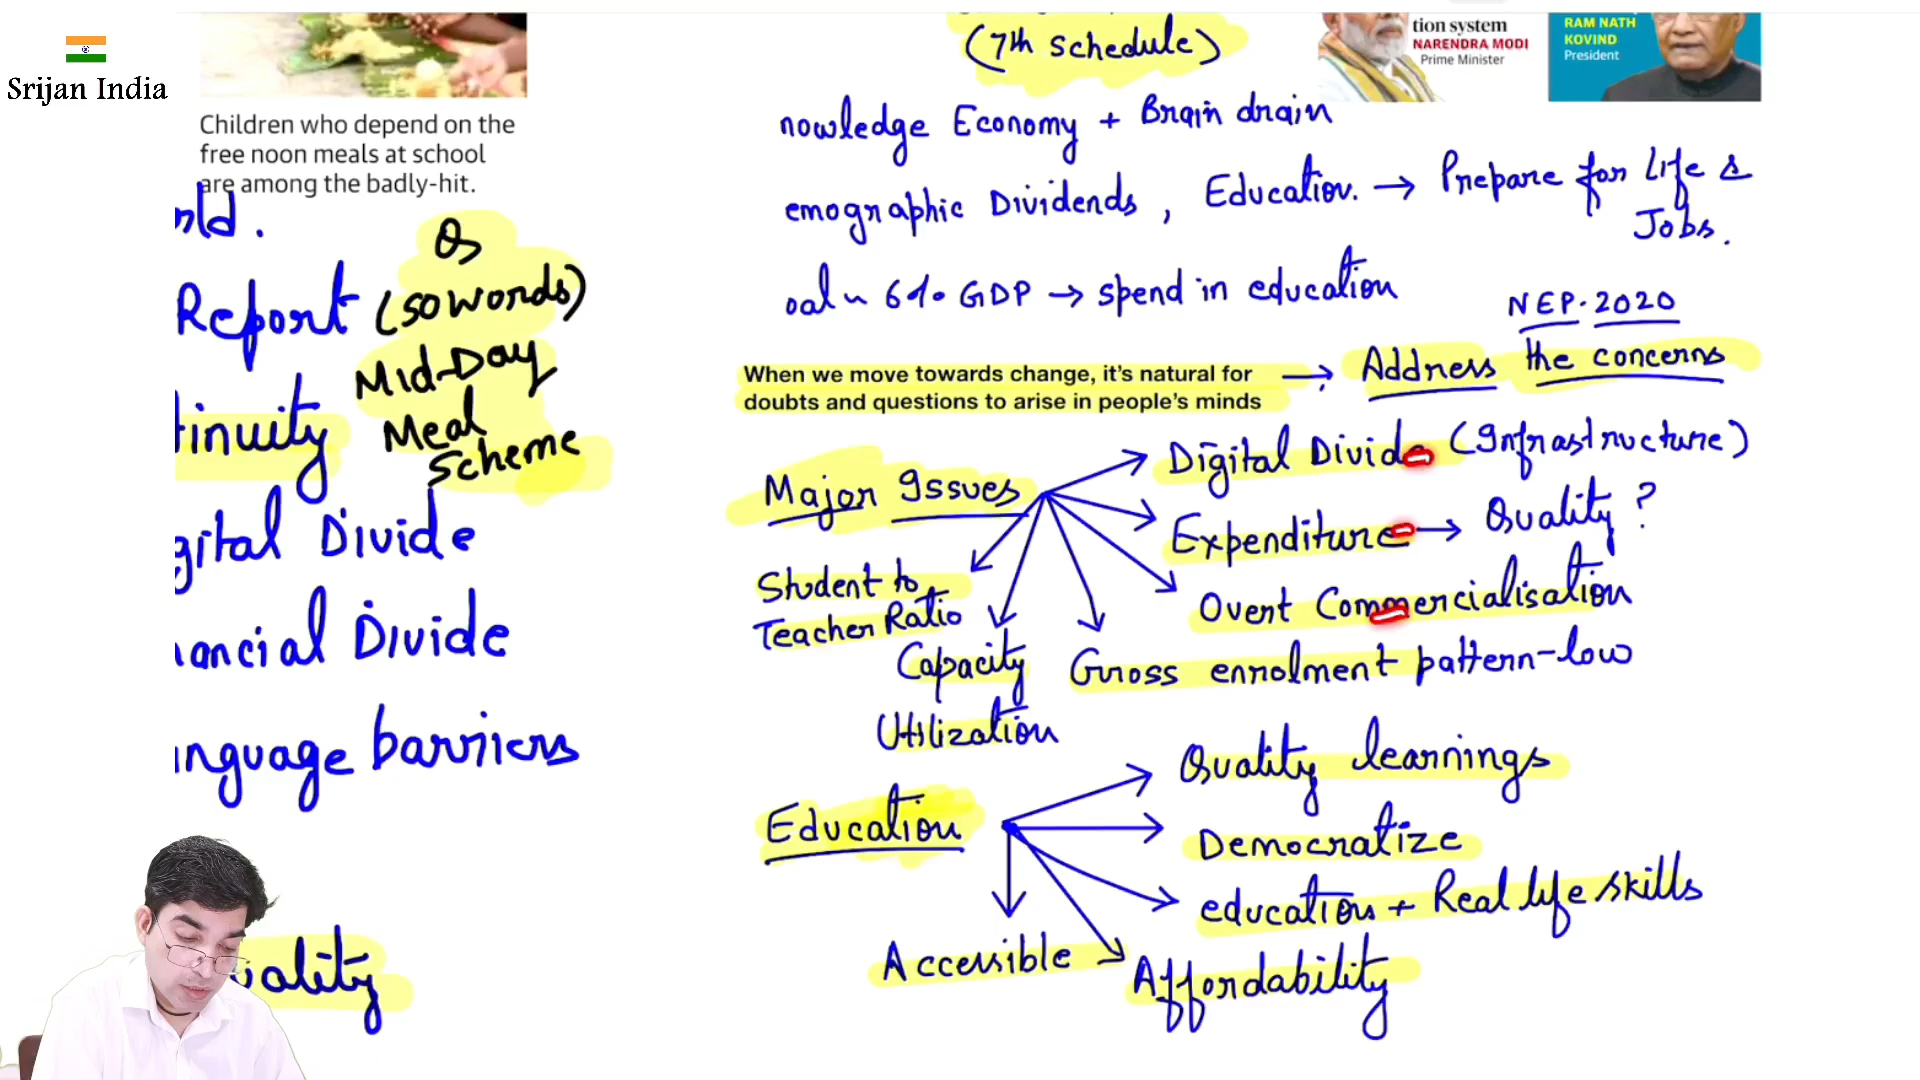 Srijan India
Children who depend on the
free noon meals at school
are among the badly-hit.
ld.
Report
Qs
(50 words)
Mid-Day
Meal
Scheme
tinuity
gital Divide
ancial Divide
nguage barriers
ality
(7th schedule)
tion system
NARENDRA MODI
Prime Minister
RAM NATH
KOVIND
President
nowledge Economy + Brain drain
emographic Dividends , Education. → Prepare for Life &
Jobs.
oal ~ 6% GDP → spend in education
NEP. 2020
When we move towards change, it's natural for
doubts and questions to arise in people's minds
→ Address the concerns
Major Issues
Digital Divide (Infrastructure)
Expenditure → Quality ?
Overt Commercialisation
Gross enrolment pattern-low
Capacity
Utilization
Student to
Teacher Ratio
Education
Quality learnings
Democratize
education + Real life skills
Affordability
Accessible